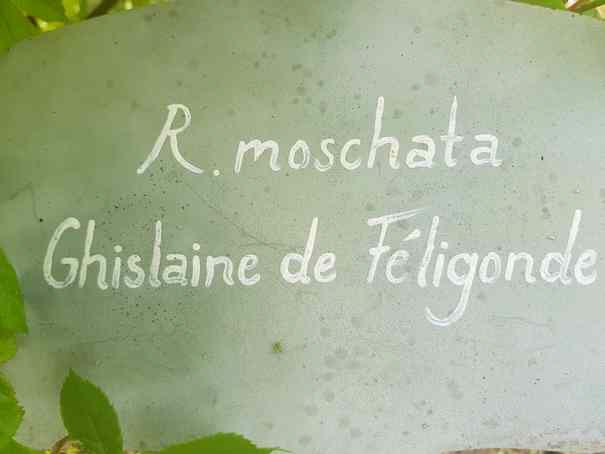 R. moschata
Ghislaine de Féligonde